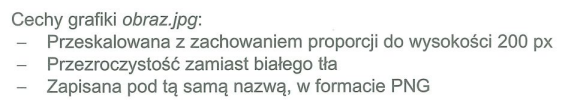 Cechy grafiki obraz.jpg:
– Przeskalowana z zachowaniem proporcji do wysokości 200 px
– Przezroczystość zamiast białego tła
– Zapisana pod tą samą nazwą, w formacie PNG